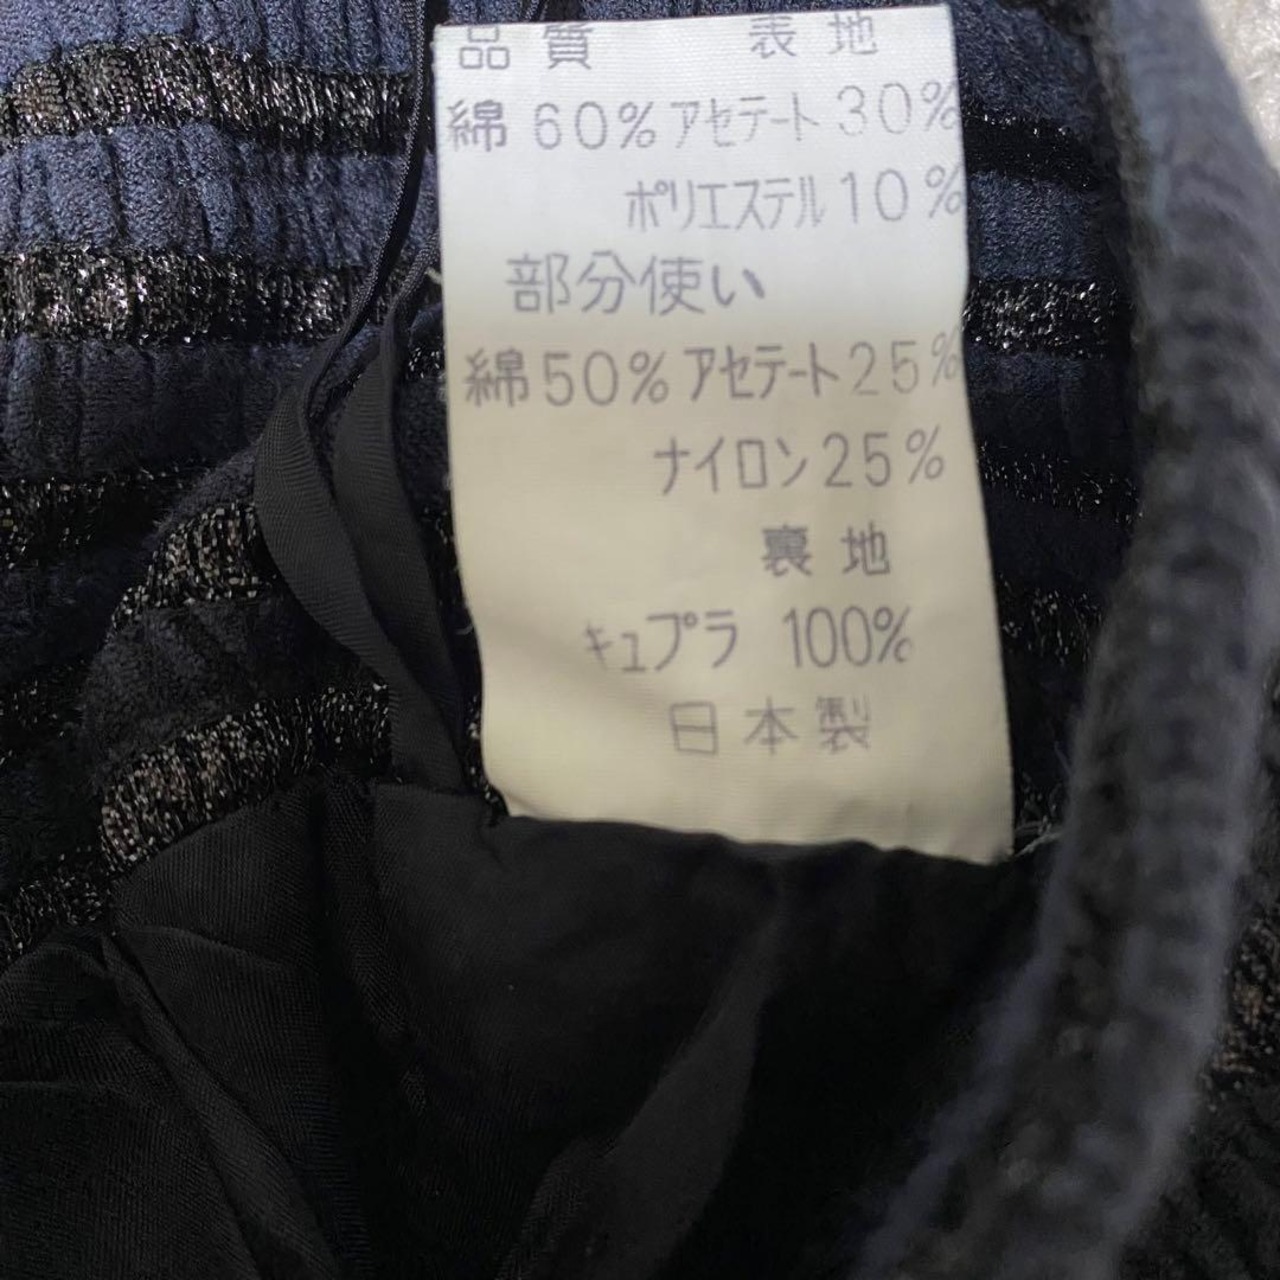 品質 表地
綿 60% アセテート 30%
ポリエステル 10%
部分使い
綿 50% アセテート 25%
ナイロン 25%
裏地
キュプラ 100%
日本製